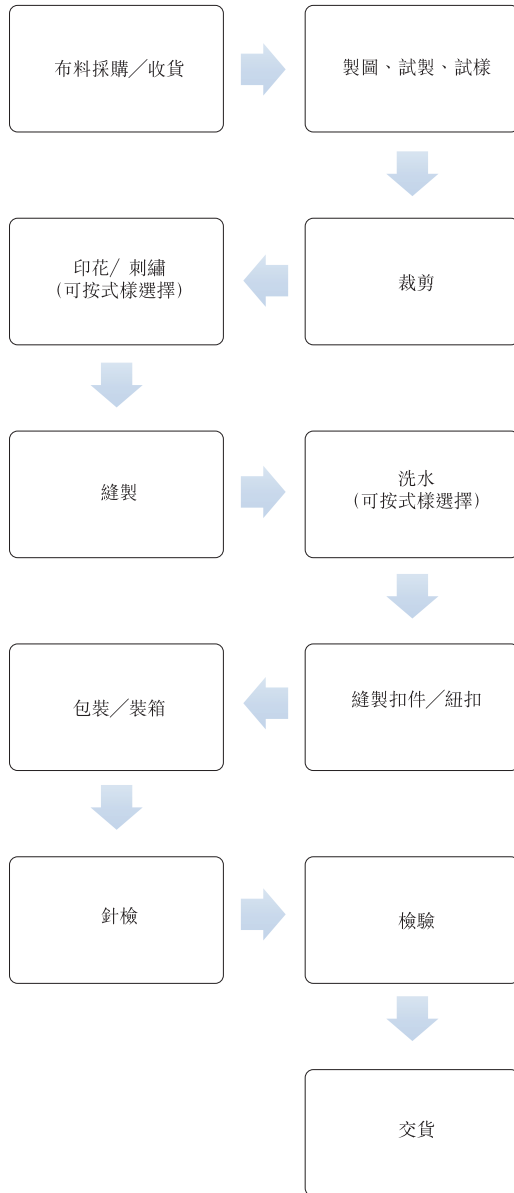 布料採購／收貨
製圖、試製、試樣
裁剪
印花/ 刺繡
(可按式樣選擇)
縫製
洗水
(可按式樣選擇)
縫製扣件／紐扣
包裝／裝箱
針檢
檢驗
交貨